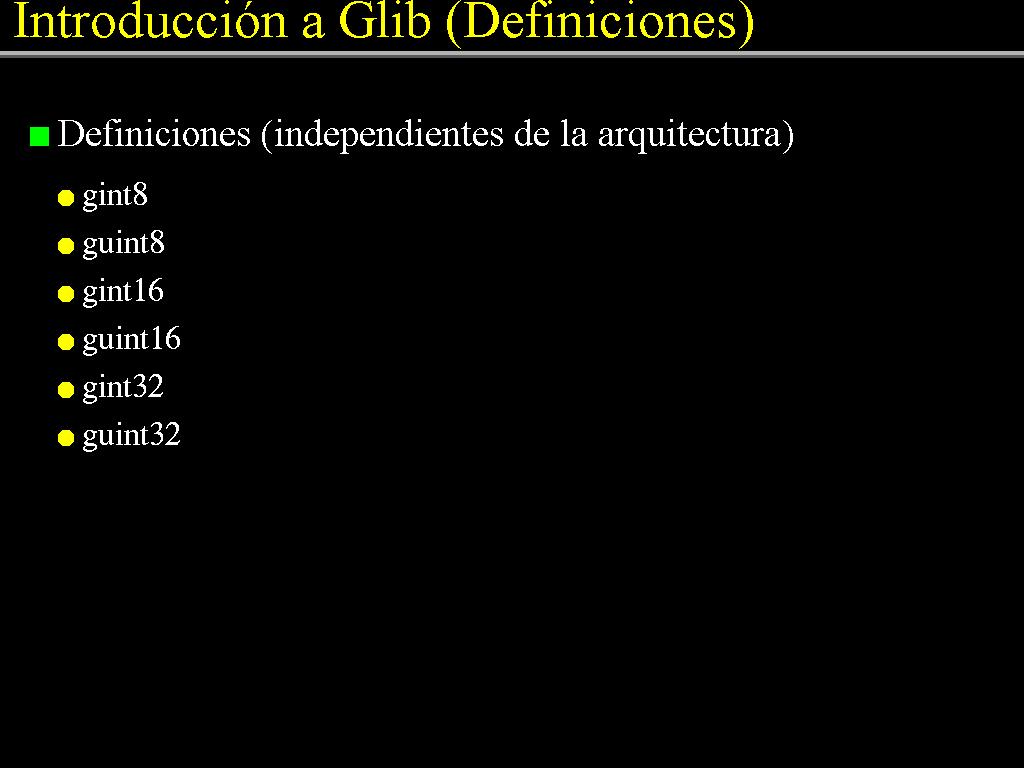 Introducción a Glib (Definiciones)
Definiciones (independientes de la arquitectura)
gint8
guint8
gint16
guint16
gint32
guint32